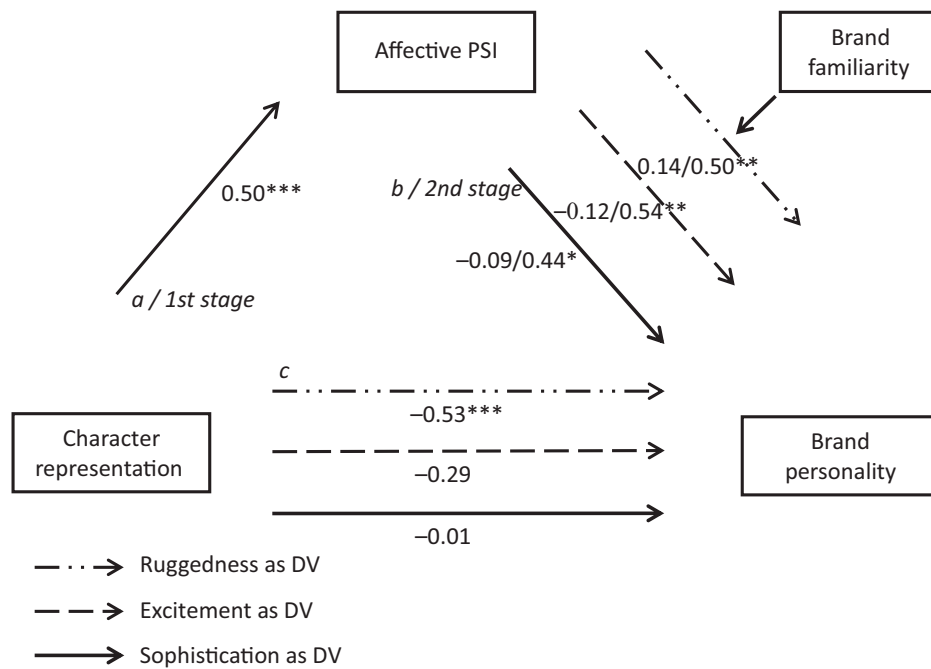 Affective PSI
Brand
familiarity
0.50***
b / 2nd stage
0.14/0.50**
−0.12/0.54**
−0.09/0.44*
a / 1st stage
c
−0.53***
Character
representation
−0.29
Brand
personality
−0.01
Ruggedness as DV
Excitement as DV
Sophistication as DV